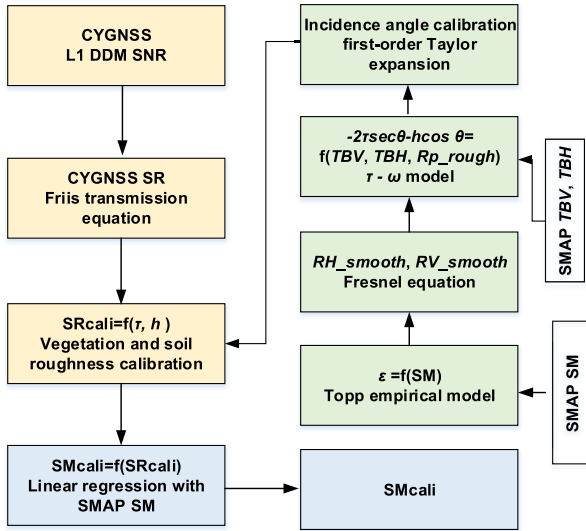 CYGNSS
L1 DDM SNR
CYGNSS SR
Friis transmission
equation
SRcali=f(τ, h )
Vegetation and soil
roughness calibration
SMcali=f(SRcali)
Linear regression with
SMAP SM
Incidence angle calibration
first-order Taylor
expansion
-2τsecθ-hcos θ=
f(TBV, TBH, Rp_rough)
τ - ω model
RH_smooth, RV_smooth
Fresnel equation
ε =f(SM)
Topp empirical model
SMcali
SMAP TBV, TBH
SMAP SM